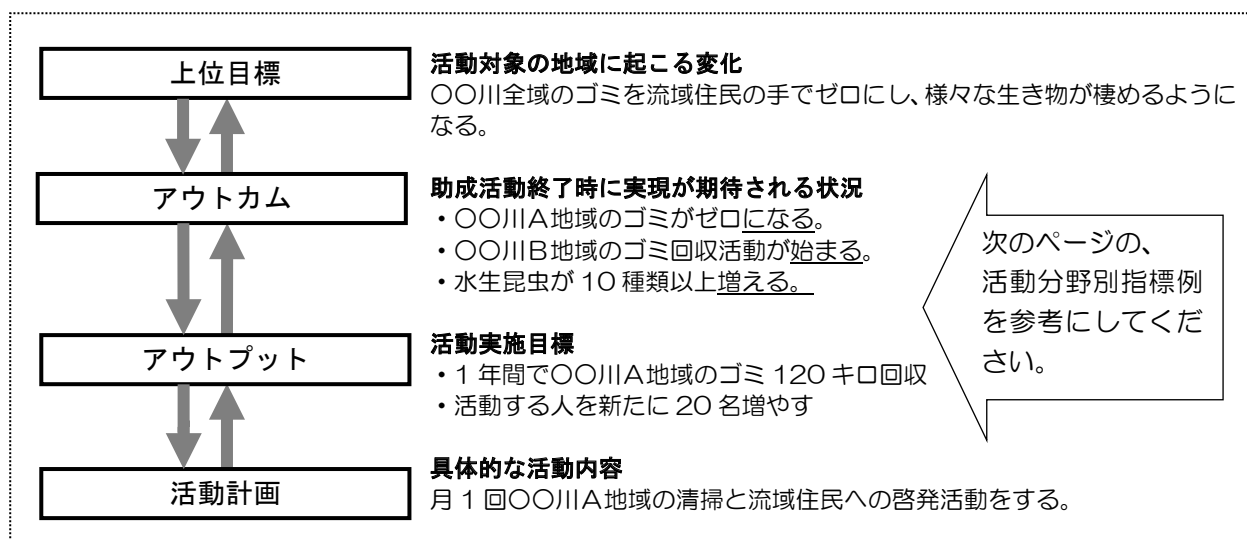 上位目標
活動対象の地域に起こる変化
〇〇川全域のゴミを流域住民の手でゼロにし、様々な生き物が棲めるように
なる。
アウトカム
助成活動終了時に実現が期待される状況
・〇〇川A地域のゴミがゼロになる。
・〇〇川B地域のゴミ回収活動が始まる。
・水生昆虫が 10 種類以上増える。
次のページの、
活動分野別指標例
を参考にしてくだ
さい。
アウトプット
活動実施目標
・1 年間で〇〇川A地域のゴミ 120 キロ回収
・活動する人を新たに 20 名増やす
活動計画
具体的な活動内容
月 1 回〇〇川A地域の清掃と流域住民への啓発活動をする。